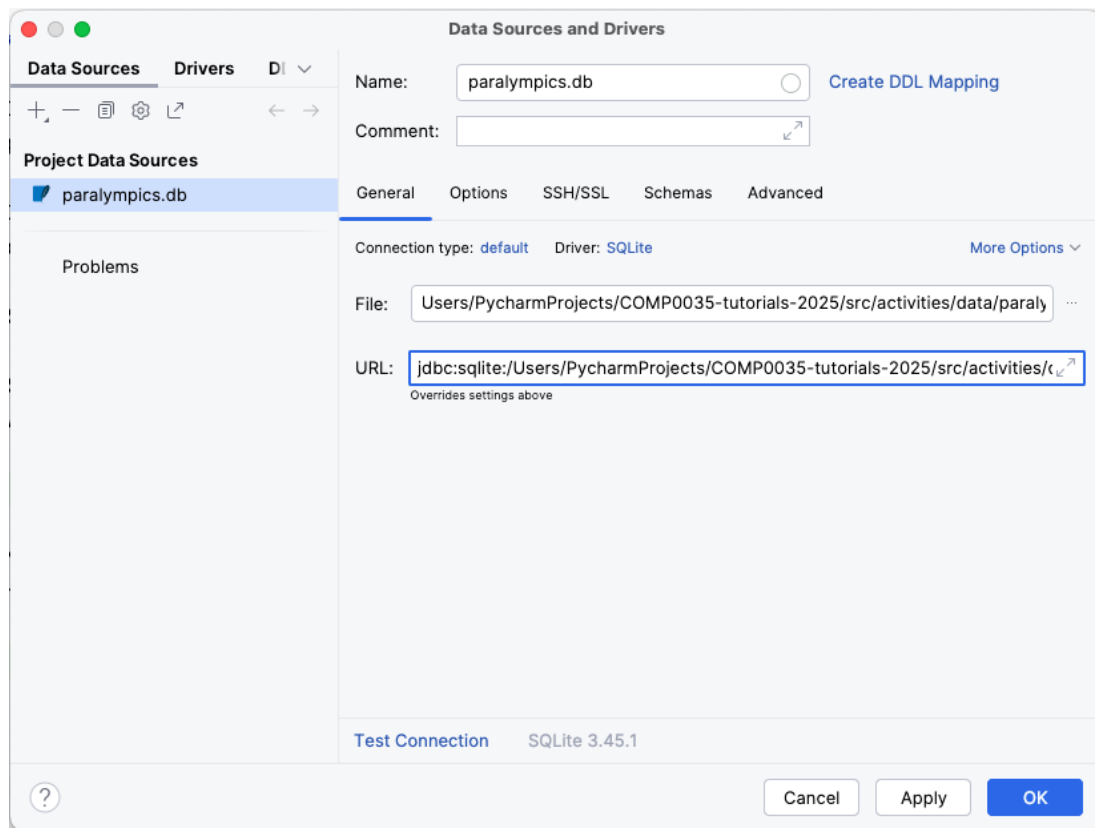 Data Sources and Drivers
Data Sources Drivers
Name: paralympics.db Create DDL Mapping
Comment:
Project Data Sources
paralympics.db
Problems
General Options SSH/SSL Schemas Advanced
Connection type: default Driver: SQLite More Options
File: Users/PycharmProjects/COMP0035-tutorials-2025/src/activities/data/paraly ...
URL: jdbc:sqlite:/Users/PycharmProjects/COMP0035-tutorials-2025/src/activities/
Overrides settings above
Test Connection SQLite 3.45.1
? Cancel Apply OK